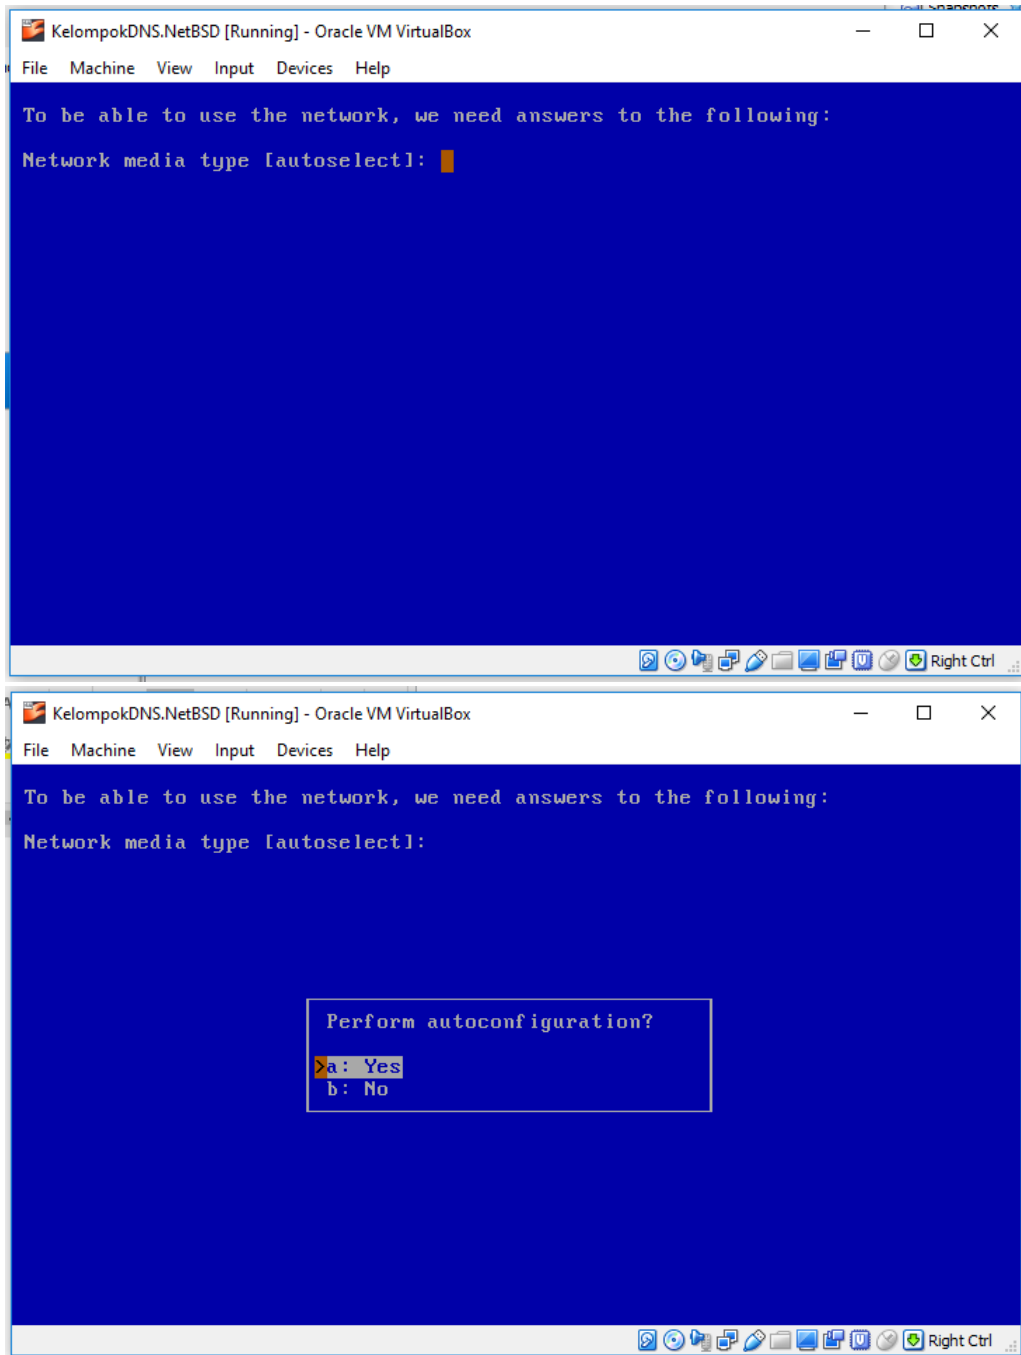 Snapshots
KelompokDNS.NetBSD [Running] - Oracle VM VirtualBox
File Machine View Input Devices Help
To be able to use the network, we need answers to the following:
Network media type [autoselect]:
Right Ctrl
KelompokDNS.NetBSD [Running] - Oracle VM VirtualBox
File Machine View Input Devices Help
To be able to use the network, we need answers to the following:
Network media type [autoselect]:
Perform autoconfiguration?
>a: Yes
b: No
Right Ctrl